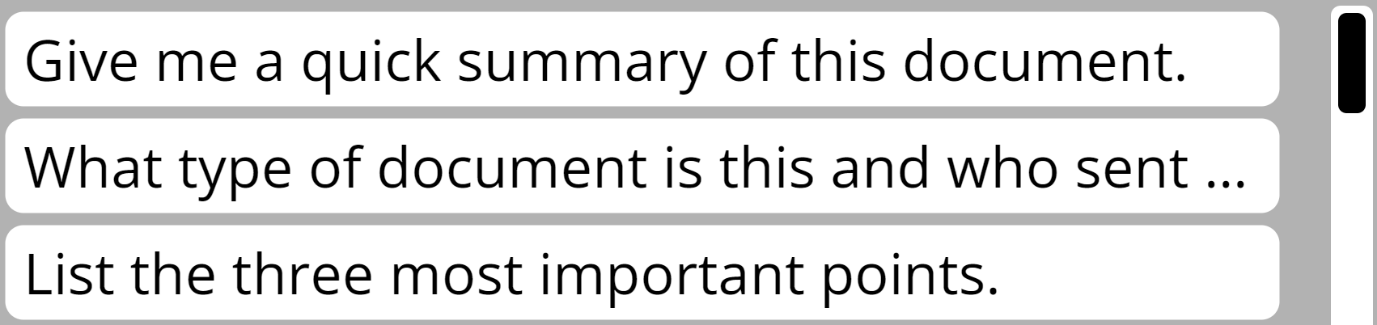 Give me a quick summary of this document.
What type of document is this and who sent ...
List the three most important points.